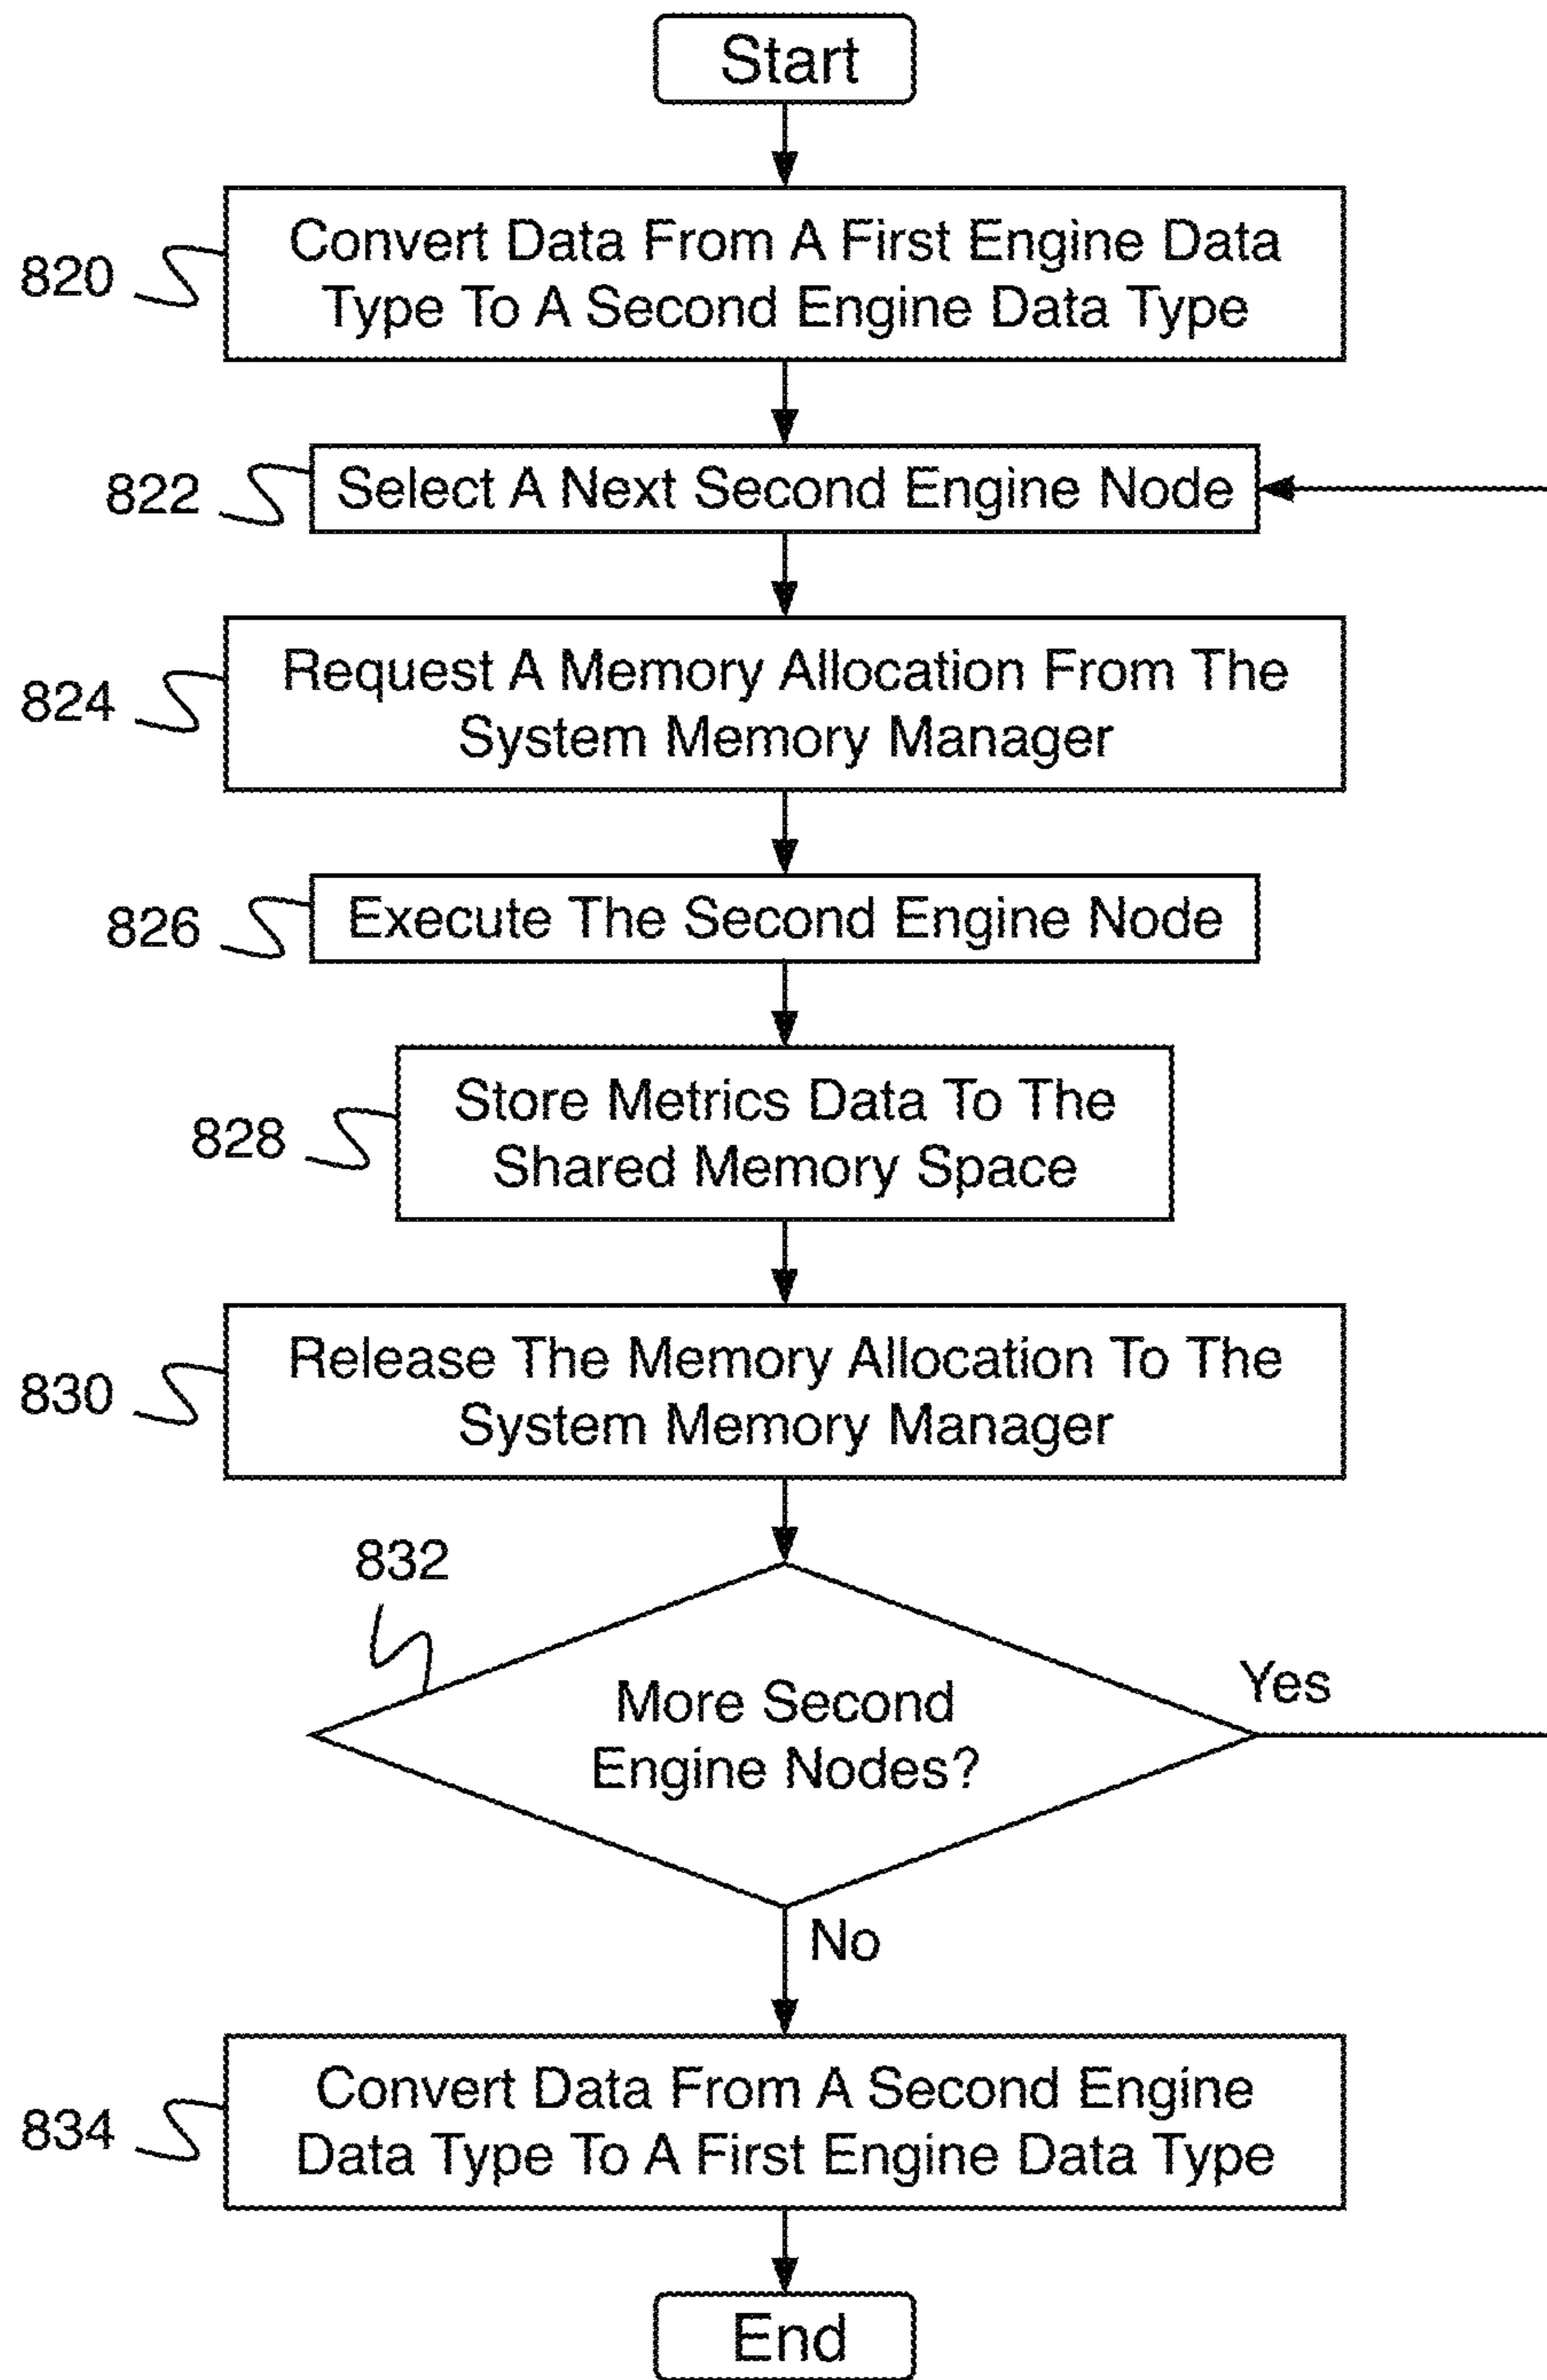 Start
820
Convert Data From A First Engine Data
Type To A Second Engine Data Type
822
Select A Next Second Engine Node
824
Request A Memory Allocation From The
System Memory Manager
826
Execute The Second Engine Node
828
Store Metrics Data To The
Shared Memory Space
830
Release The Memory Allocation To The
System Memory Manager
832
More Second
Engine Nodes?
Yes
No
834
Convert Data From A Second Engine
Data Type To A First Engine Data Type
End